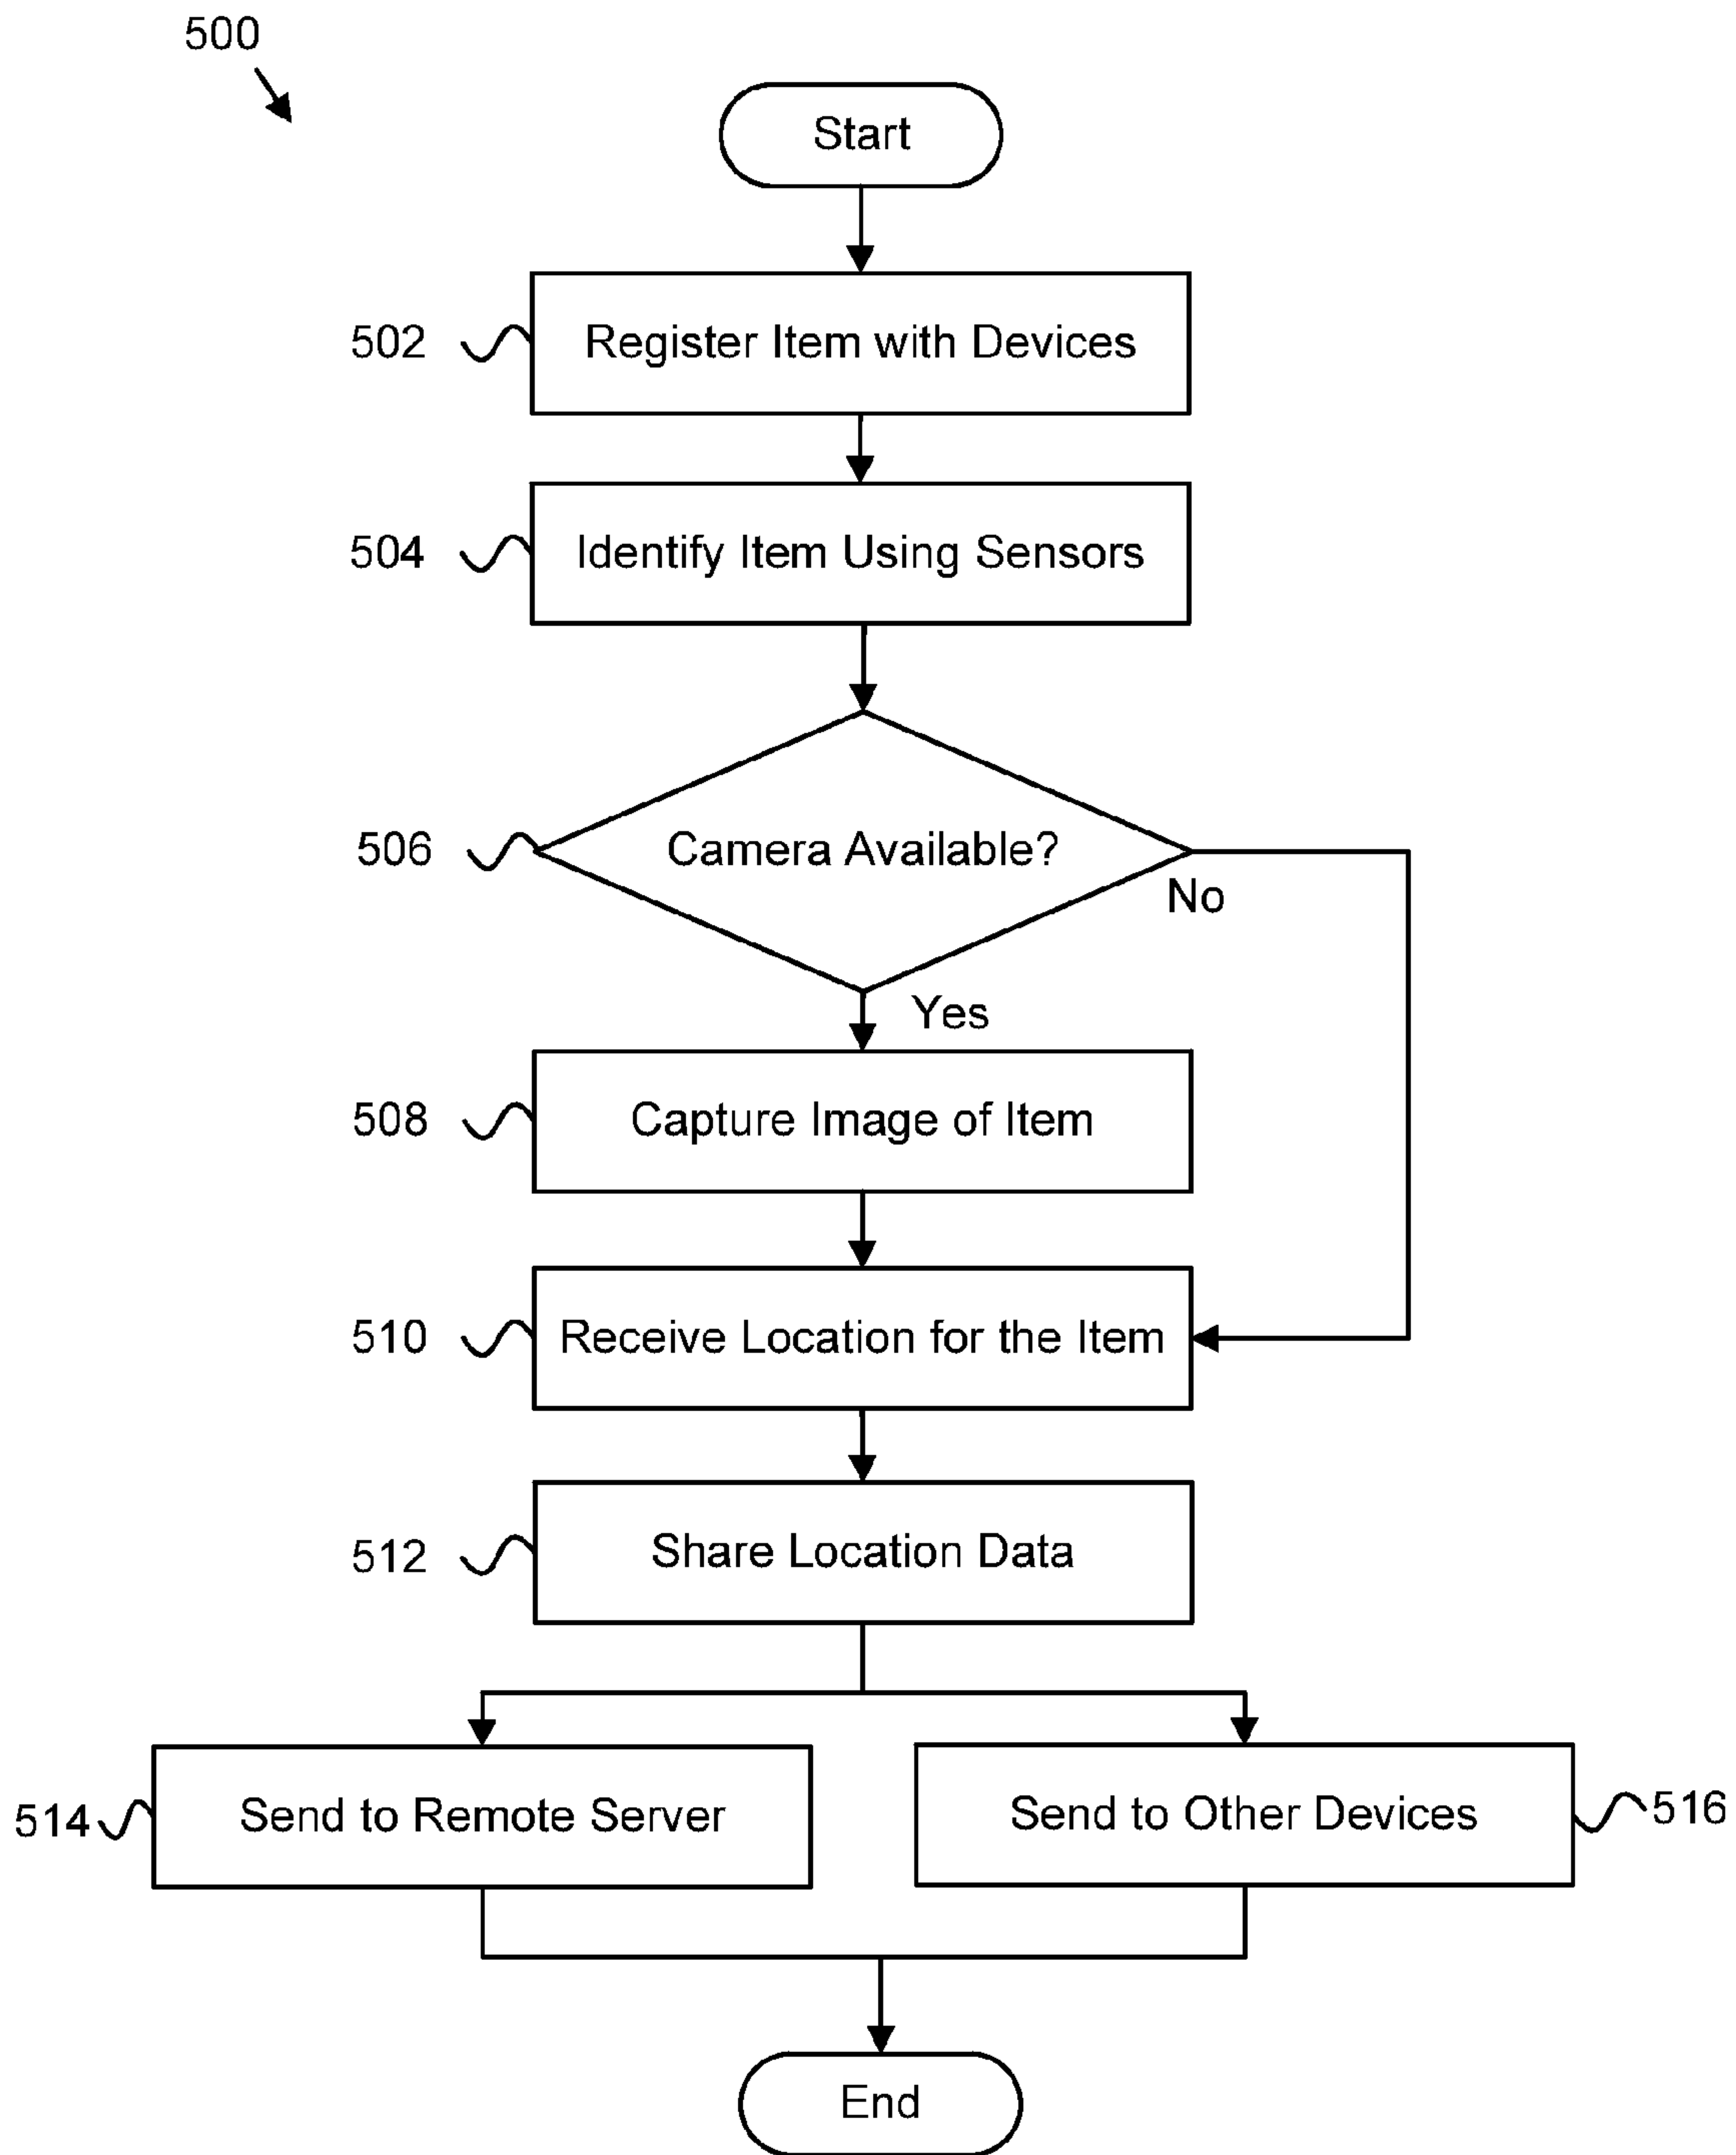 500
Start
502
Register Item with Devices
504
Identify Item Using Sensors
506
Camera Available?
No
Yes
508
Capture Image of Item
510
Receive Location for the Item
512
Share Location Data
514
Send to Remote Server
Send to Other Devices
516
End